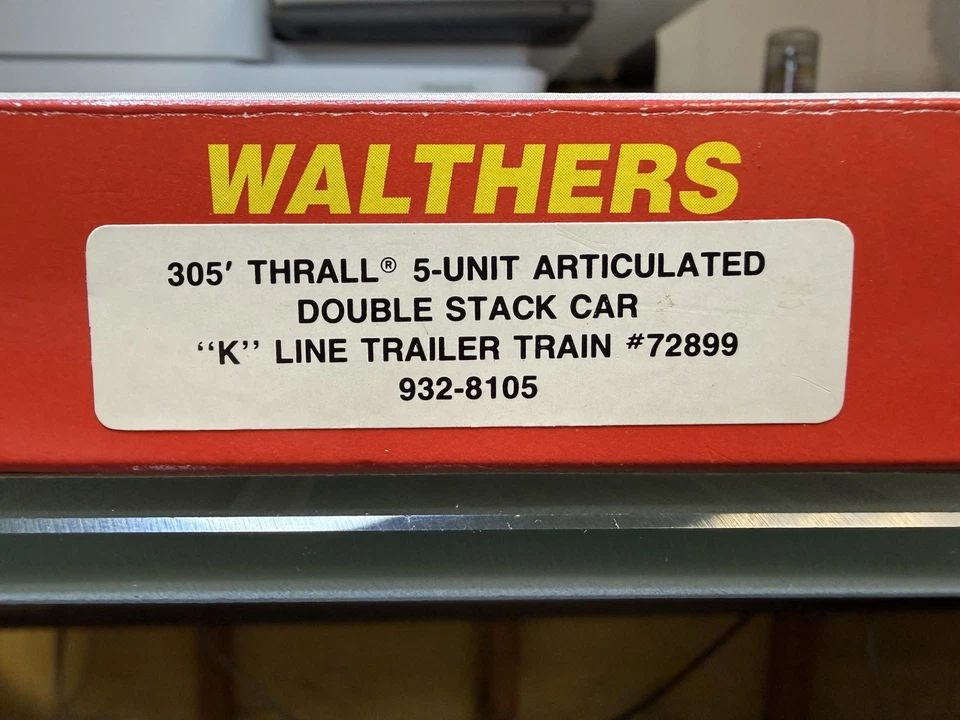 WALTHERS
305' THRALL® 5-UNIT ARTICULATED
DOUBLE STACK CAR
"K" LINE TRAILER TRAIN #72899
932-8105